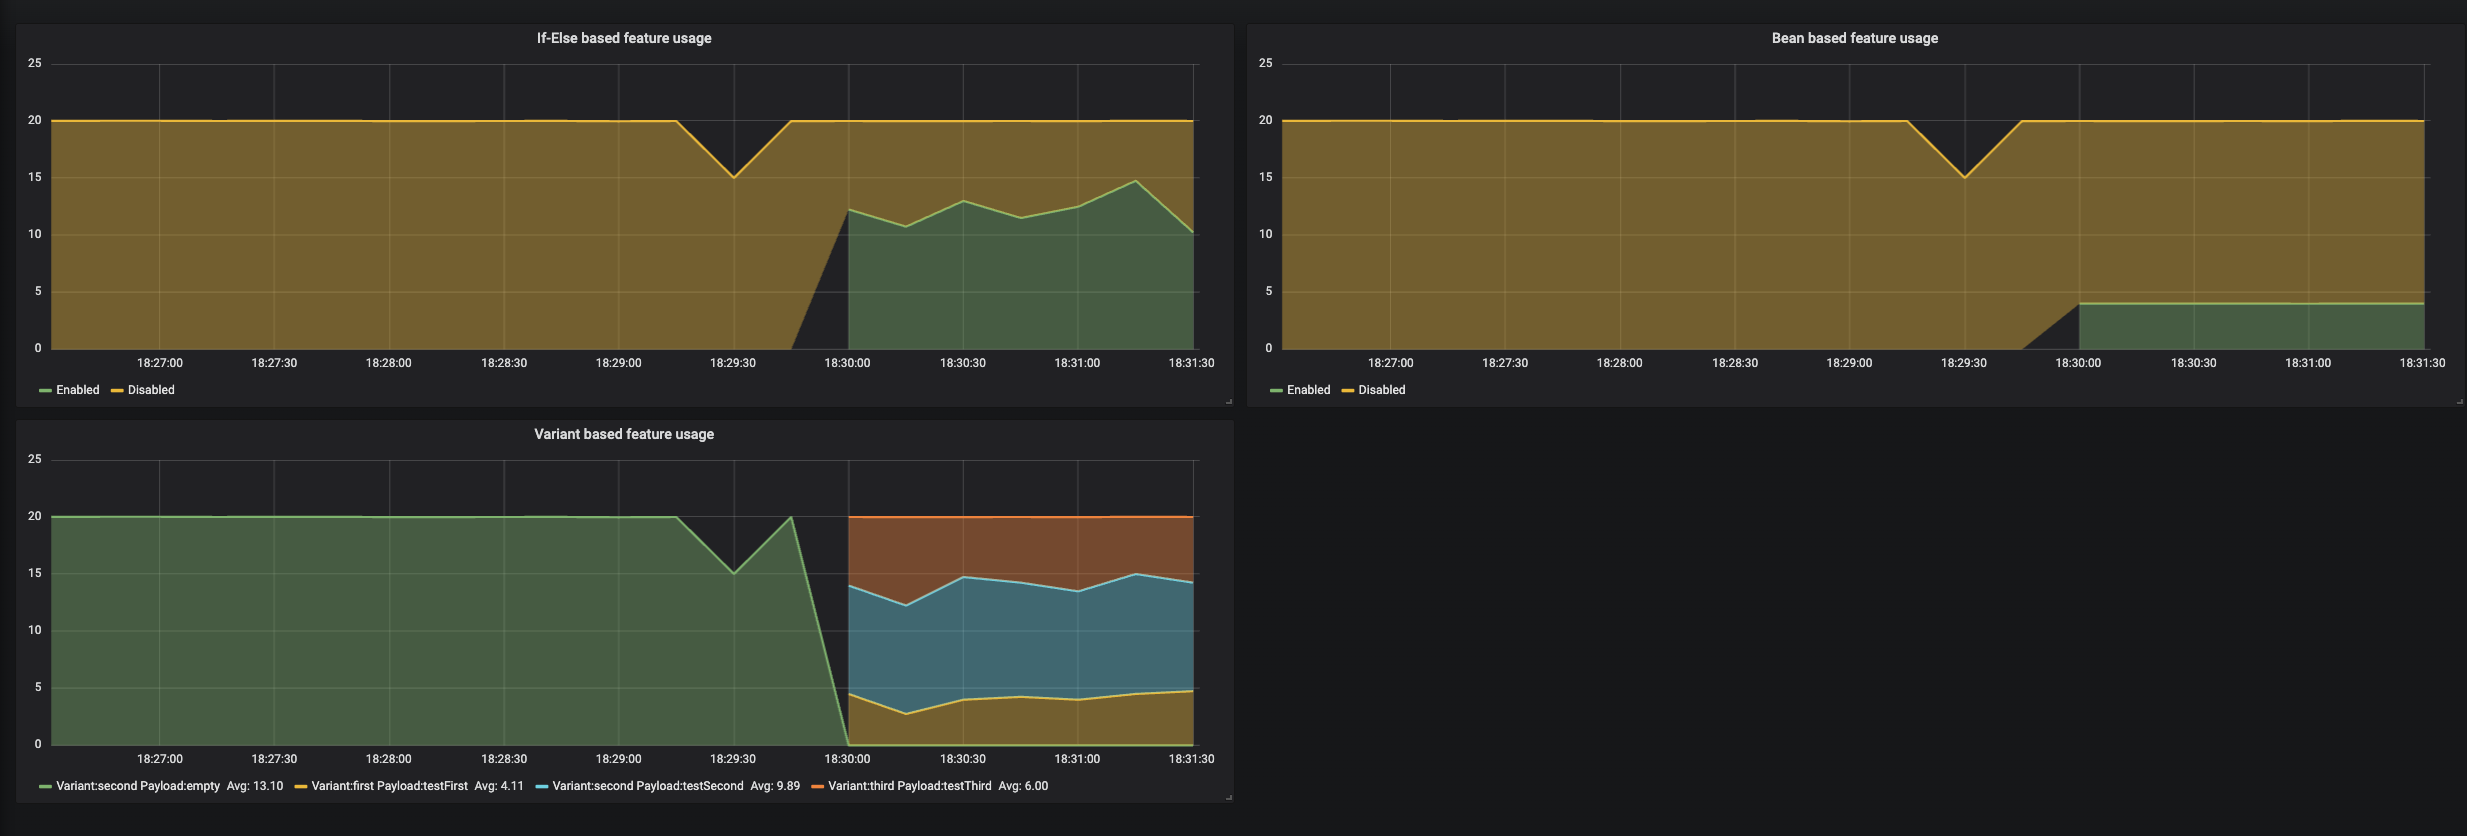 If-Else based feature usage
25
20
15
10
5
0
18:27:00 18:27:30 18:28:00 18:28:30 18:29:00 18:29:30 18:30:00 18:30:30 18:31:00 18:31:30
Enabled Disabled
Bean based feature usage
25
20
15
10
5
0
18:27:00 18:27:30 18:28:00 18:28:30 18:29:00 18:29:30 18:30:00 18:30:30 18:31:00 18:31:30
Enabled Disabled
Variant based feature usage
25
20
15
10
5
0
18:27:00 18:27:30 18:28:00 18:28:30 18:29:00 18:29:30 18:30:00 18:30:30 18:31:00 18:31:30
Variant:second Payload:empty Avg: 13.10 Variant:first Payload:testFirst Avg: 4.11 Variant:second Payload:testSecond Avg: 9.89 Variant:third Payload:testThird Avg: 6.00